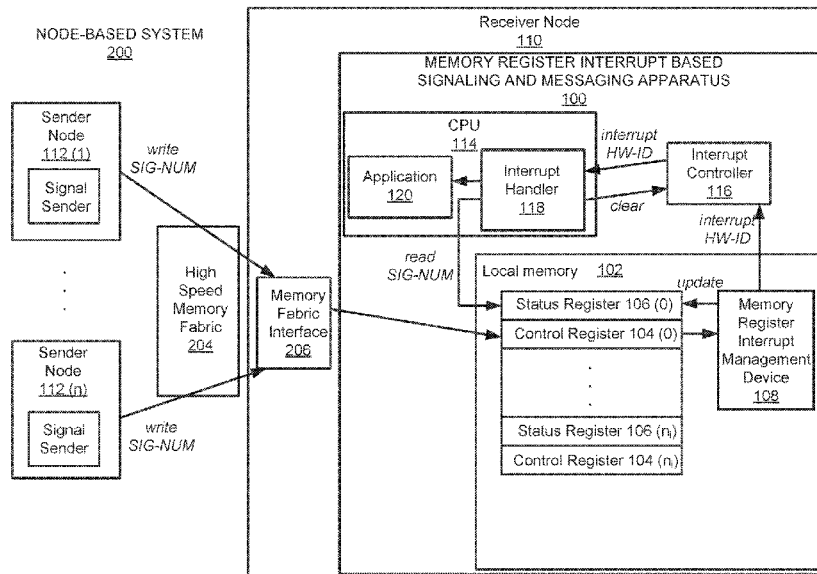 NODE-BASED SYSTEM
200
Sender
Node
112 (1)
Signal
Sender
write
SIG-NUM
.
.
.
Sender
Node
112 (n)
Signal
Sender
write
SIG-NUM
High
Speed
Memory
Fabric
204
Memory
Fabric
Interface
206
Receiver Node
110
MEMORY REGISTER INTERRUPT BASED
SIGNALING AND MESSAGING APPARATUS
100
CPU
114
Application
120
Interrupt
Handler
118
interrupt
HW-ID
clear
Interrupt
Controller
116
interrupt
HW-ID
read
SIG-NUM
Local memory 102
update
Status Register 106 (0)
Control Register 104 (0)
.
.
.
Status Register 106 (ni)
Control Register 104 (ni)
Memory
Register
Interrupt
Management
Device
108